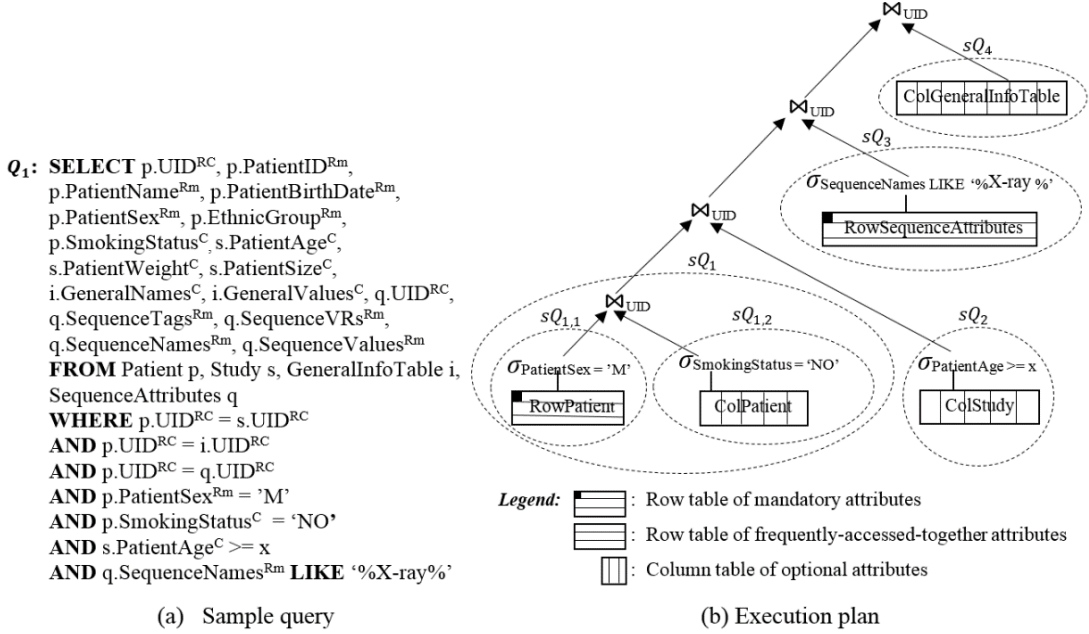 Q₁: SELECT p.UID^RC, p.PatientID^Rm,
p.PatientName^Rm, p.PatientBirthDate^Rm,
p.PatientSex^Rm, p.EthnicGroup^Rm,
p.SmokingStatus^C, s.PatientAge^C,
s.PatientWeight^C, s.PatientSize^C,
i.GeneralNames^C, i.GeneralValues^C, q.UID^RC,
q.SequenceTags^Rm, q.SequenceVRs^Rm,
q.SequenceNames^Rm, q.SequenceValues^Rm
FROM Patient p, Study s, GeneralInfoTable i,
SequenceAttributes q
WHERE p.UID^RC = s.UID^RC
AND p.UID^RC = i.UID^RC
AND p.UID^RC = q.UID^RC
AND p.PatientSex^Rm = ’M’
AND p.SmokingStatus^C = ‘NO’
AND s.PatientAge^C >= x
AND q.SequenceNames^Rm LIKE ‘%X-ray%’
(a) Sample query
⋈UID
sQ₄
ColGeneralInfoTable
⋈UID
sQ₃
σSequenceNames LIKE ‘%X-ray %’
RowSequenceAttributes
⋈UID
sQ₁
⋈UID
sQ₁,₁
sQ₁,₂
sQ₂
σPatientSex = ’M’
σSmokingStatus = ‘NO’
σPatientAge >= x
RowPatient
ColPatient
ColStudy
Legend: : Row table of mandatory attributes
: Row table of frequently-accessed-together attributes
: Column table of optional attributes
(b) Execution plan